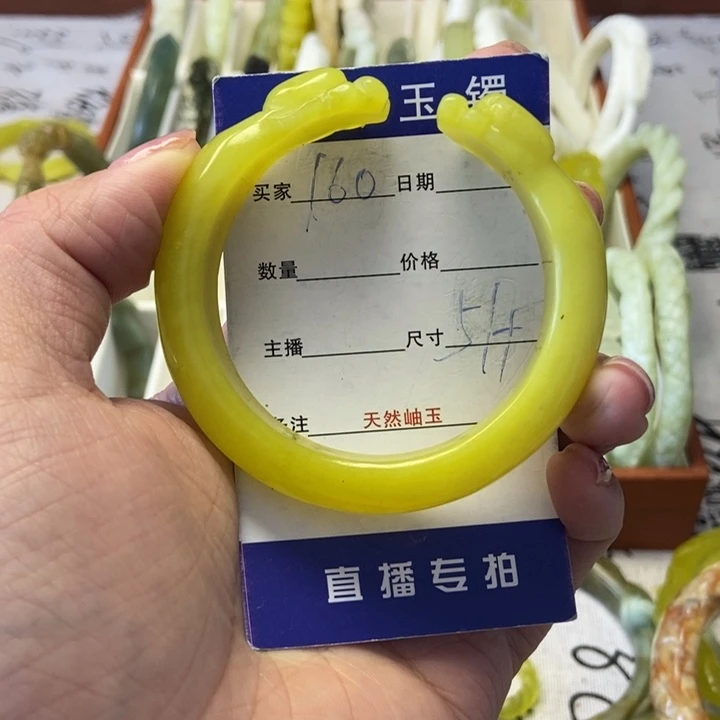 玉镯
买家 160 日期
数量 价格
主播 尺寸
备注 天然岫玉
直播专拍